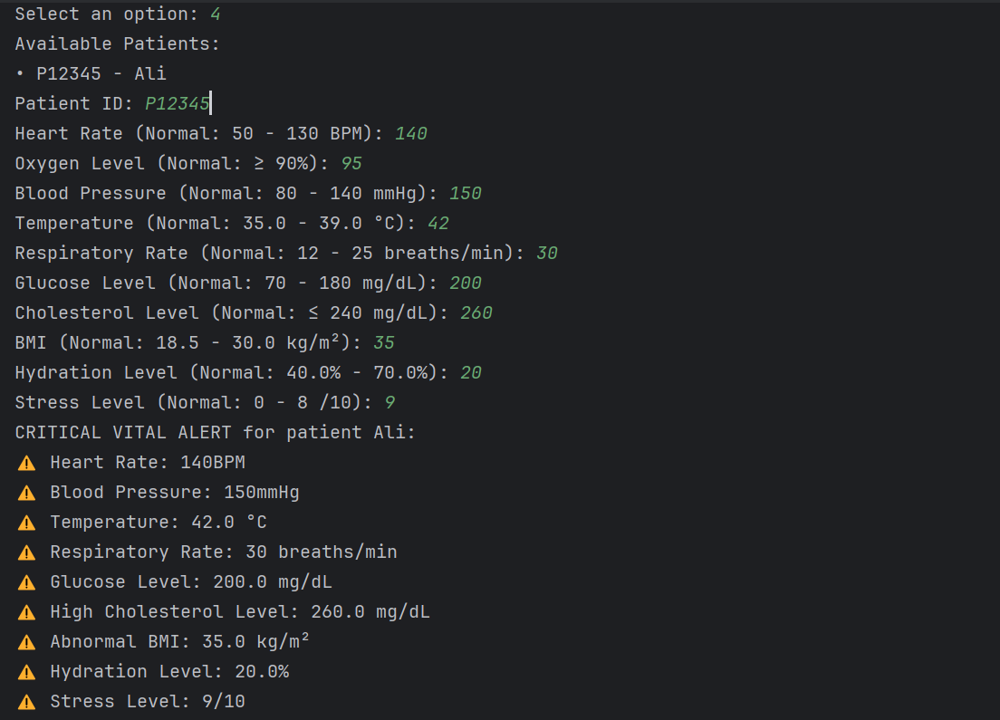 Select an option: 4
Available Patients:
• P12345 - Ali
Patient ID: P12345
Heart Rate (Normal: 50 - 130 BPM): 140
Oxygen Level (Normal: ≥ 90%): 95
Blood Pressure (Normal: 80 - 140 mmHg): 150
Temperature (Normal: 35.0 - 39.0 °C): 42
Respiratory Rate (Normal: 12 - 25 breaths/min): 30
Glucose Level (Normal: 70 - 180 mg/dL): 200
Cholesterol Level (Normal: ≤ 240 mg/dL): 260
BMI (Normal: 18.5 - 30.0 kg/m²): 35
Hydration Level (Normal: 40.0% - 70.0%): 20
Stress Level (Normal: 0 - 8 /10): 9
CRITICAL VITAL ALERT for patient Ali:
⚠ Heart Rate: 140BPM
⚠ Blood Pressure: 150mmHg
⚠ Temperature: 42.0 °C
⚠ Respiratory Rate: 30 breaths/min
⚠ Glucose Level: 200.0 mg/dL
⚠ High Cholesterol Level: 260.0 mg/dL
⚠ Abnormal BMI: 35.0 kg/m²
⚠ Hydration Level: 20.0%
⚠ Stress Level: 9/10